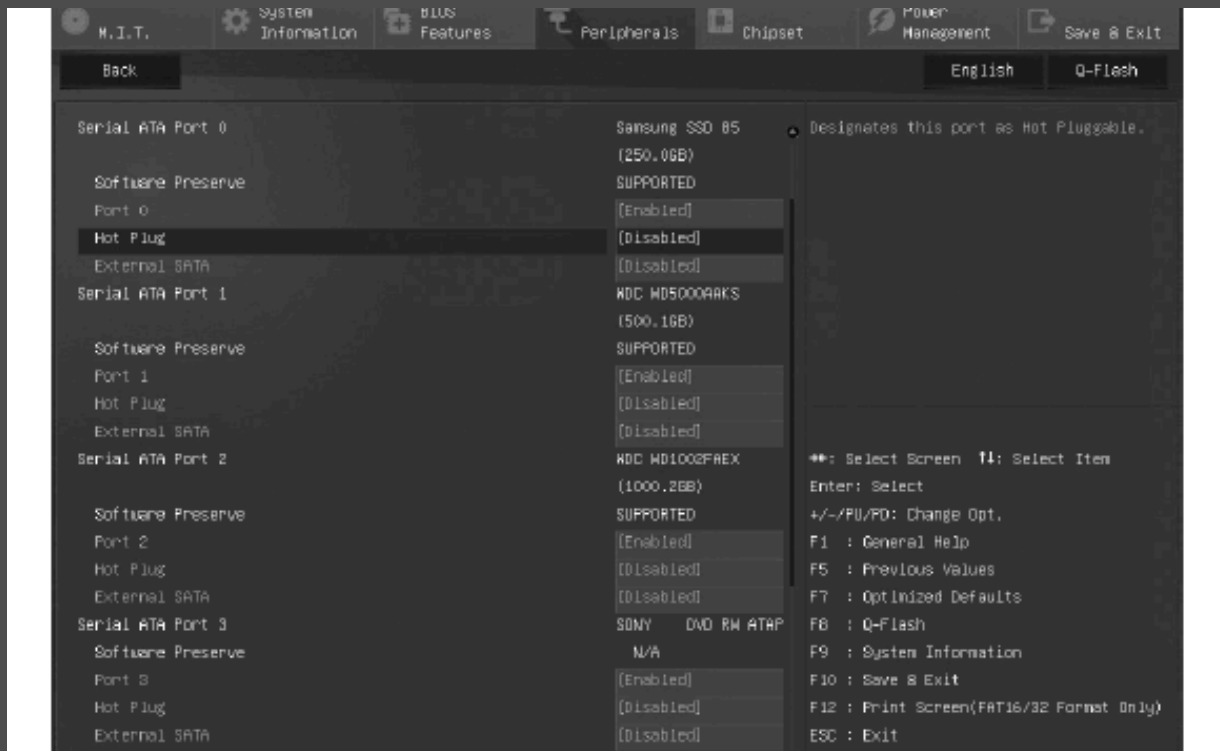 M.I.T.
System Information
BIOS Features
Peripherals
Chipset
Power Management
Save & Exit
Back
English
Q-Flash
Serial ATA Port 0 Samsung SSD 85
(250.0GB)
Software Preserve SUPPORTED
Port 0 [Enabled]
Hot Plug [Disabled]
External SATA [Disabled]
Serial ATA Port 1 WDC WD5000AAKS
(500.1GB)
Software Preserve SUPPORTED
Port 1 [Enabled]
Hot Plug [Disabled]
External SATA [Disabled]
Serial ATA Port 2 WDC WD1002FAEX
(1000.2GB)
Software Preserve SUPPORTED
Port 2 [Enabled]
Hot Plug [Disabled]
External SATA [Disabled]
Serial ATA Port 3 SONY DVD RW ATAP
Software Preserve N/A
Port 3 [Enabled]
Hot Plug [Disabled]
External SATA [Disabled]
Designates this port as Hot Pluggable.
→←: Select Screen ↑↓: Select Item
Enter: Select
+/-/PU/PD: Change Opt.
F1 : General Help
F5 : Previous Values
F7 : Optimized Defaults
F8 : Q-Flash
F9 : System Information
F10 : Save & Exit
F12 : Print Screen(FAT16/32 Format Only)
ESC : Exit